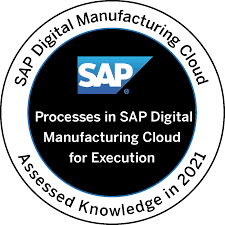 SAP Digital Manufacturing Cloud
SAP®
Processes in SAP Digital
Manufacturing Cloud
for Execution
Assessed Knowledge in 2021